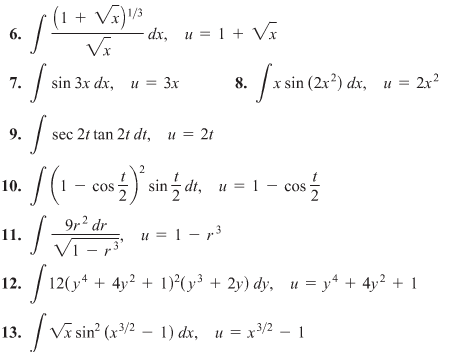 6. ∫ (1 + √x)^{1/3} / √x dx, u = 1 + √x
7. ∫ sin 3x dx, u = 3x 8. ∫ x sin (2x²) dx, u = 2x²
9. ∫ sec 2t tan 2t dt, u = 2t
10. ∫ (1 − cos t/2)² sin t/2 dt, u = 1 − cos t/2
11. ∫ 9r² dr / √(1 − r³), u = 1 − r³
12. ∫ 12(y⁴ + 4y² + 1)²(y³ + 2y) dy, u = y⁴ + 4y² + 1
13. ∫ √x sin² (x^{3/2} − 1) dx, u = x^{3/2} − 1